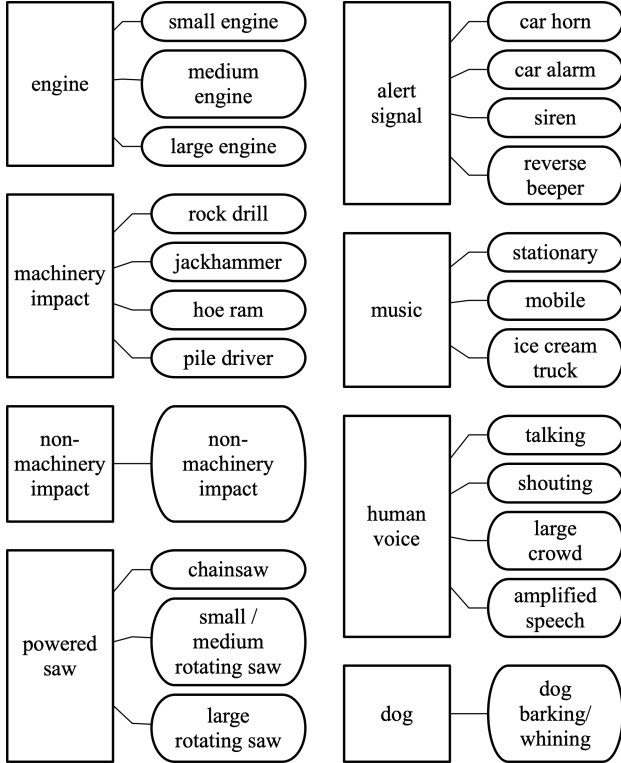 engine
small engine
medium
engine
large engine
machinery
impact
rock drill
jackhammer
hoe ram
pile driver
non-
machinery
impact
non-
machinery
impact
powered
saw
chainsaw
small /
medium
rotating saw
large
rotating saw
alert
signal
car horn
car alarm
siren
reverse
beeper
music
stationary
mobile
ice cream
truck
human
voice
talking
shouting
large
crowd
amplified
speech
dog
dog
barking/
whining